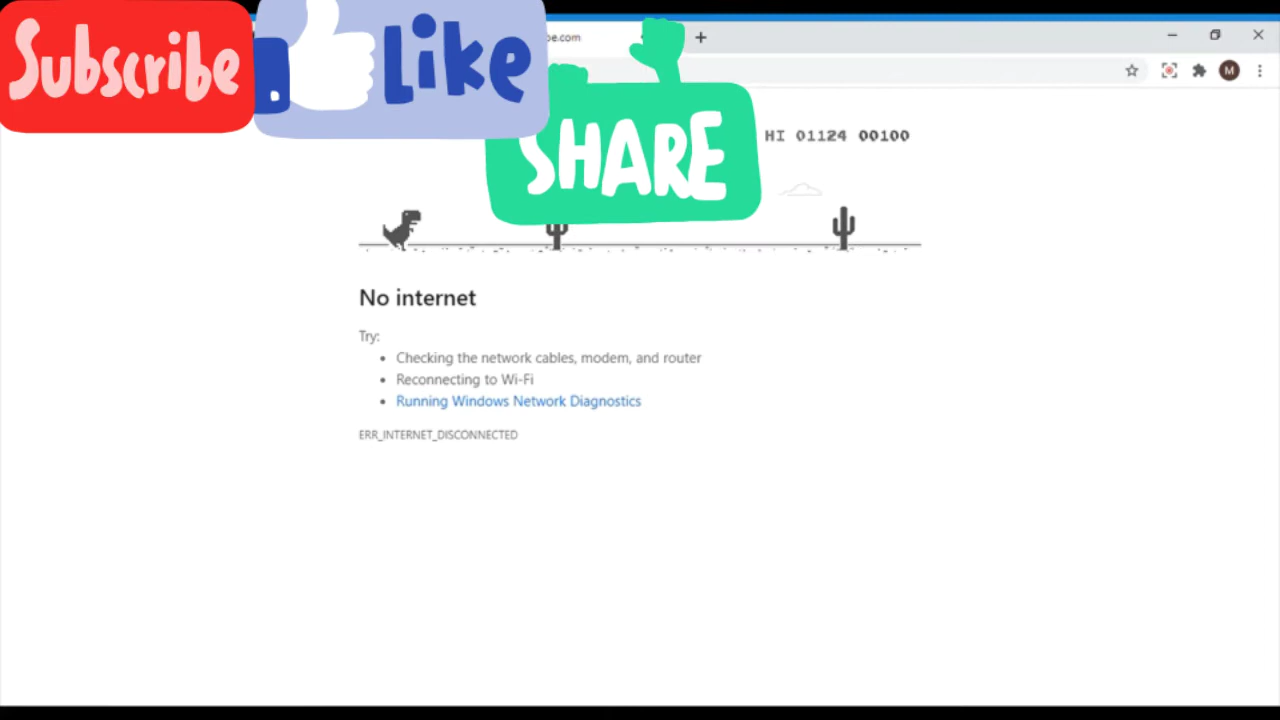 Subscribe
Like
be.com
M
SHARE
HI 01124 00100
No internet
Try:
Checking the network cables, modem, and router
Reconnecting to Wi-Fi
Running Windows Network Diagnostics
ERR_INTERNET_DISCONNECTED